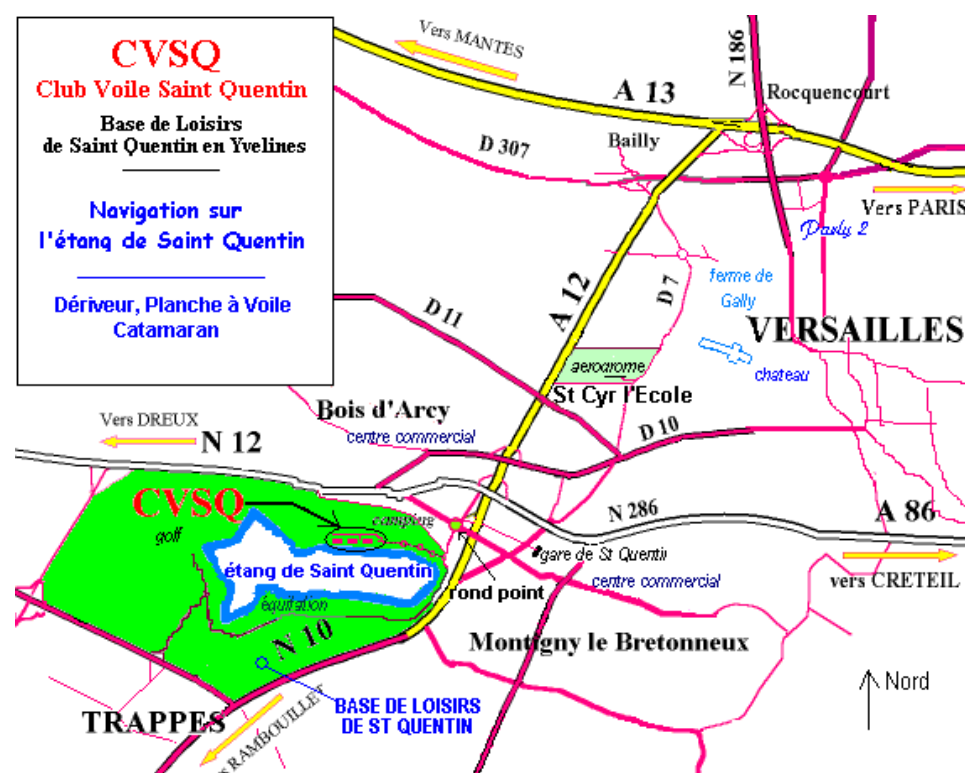 CVSQ
Club Voile Saint Quentin
Base de Loisirs
de Saint Quentin en Yvelines
Navigation sur
l'étang de Saint Quentin
Dériveur, Planche à Voile
Catamaran
Vers MANTES
A 13
N 186
Rocquencourt
D 307
Bailly
Vers PARIS
Parly 2
ferme de
Gally
D 7
A 12
D 11
VERSAILLES
chateau
aerodrome
St Cyr l'Ecole
Bois d'Arcy
centre commercial
D 10
Vers DREUX
N 12
CVSQ
golf
camping
N 286
A 86
gare de St Quentin
vers CRETEIL
étang de Saint Quentin
rond point
centre commercial
équitation
N 10
Montigny le Bretonneux
Nord
BASE DE LOISIRS
DE ST QUENTIN
TRAPPES
RAMBOUILLET